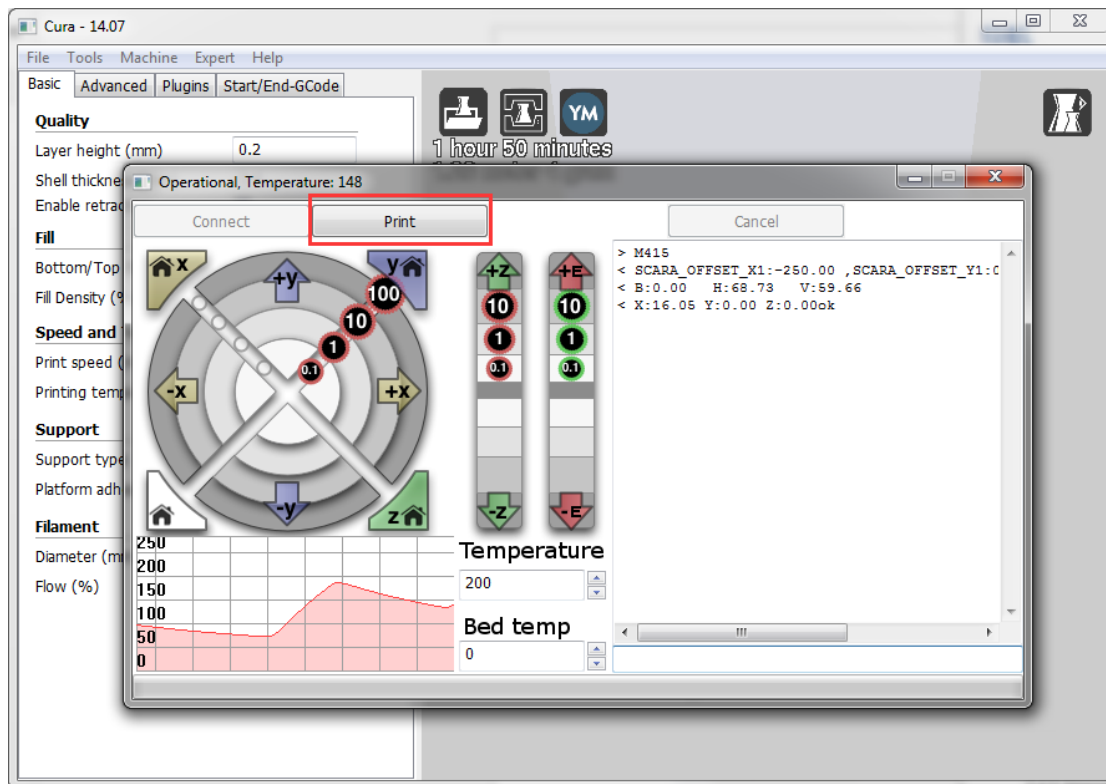 Cura - 14.07
File Tools Machine Expert Help
Basic Advanced Plugins Start/End-GCode
YM
Quality
1 hour 50 minutes
Layer height (mm) 0.2
Shell thickne
Operational, Temperature: 148
Enable retrac
Connect Print Cancel
Fill
Bottom/Top
Fill Density (%
Speed and
Print speed (
Printing temp
Support
Support type
Platform adh
Filament
Diameter (m
Flow (%)
x +y y
100
10
1
0.1
-x +x
-y z
+Z +E
10 10
1 1
0.1 0.1
-Z -E
> M415
< SCARA_OFFSET_X1:-250.00 ,SCARA_OFFSET_Y1:0
< B:0.00 H:68.73 V:59.66
< X:16.05 Y:0.00 Z:0.00ok
250
200
150
100
50
0
Temperature
200
Bed temp
0